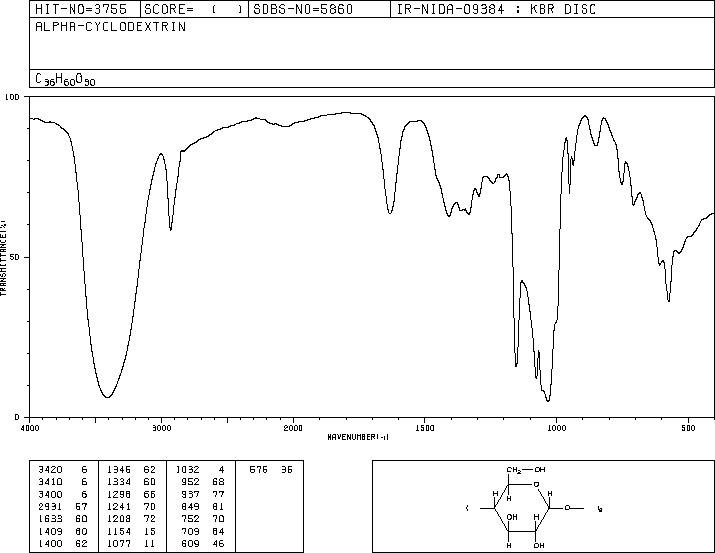 HIT-NO=3755 SCORE= ( ) SDBS-NO=5860 IR-NIDA-09384 : KBR DISC
ALPHA-CYCLODEXTRIN
C36H60O30
100
TRANSMITTANCE(%)
50
0
4000 3000 2000 1500 1000 500
WAVENUMBER(-1)
3420 6 1346 62 1032 4 576 35
3410 6 1334 60 952 68
3400 6 1298 66 937 77
2931 57 1241 70 849 81
1633 60 1208 72 752 70
1409 60 1154 15 709 64
1400 62 1077 11 609 46
CH2 OH
H O H
H
( O )6
OH H
H OH